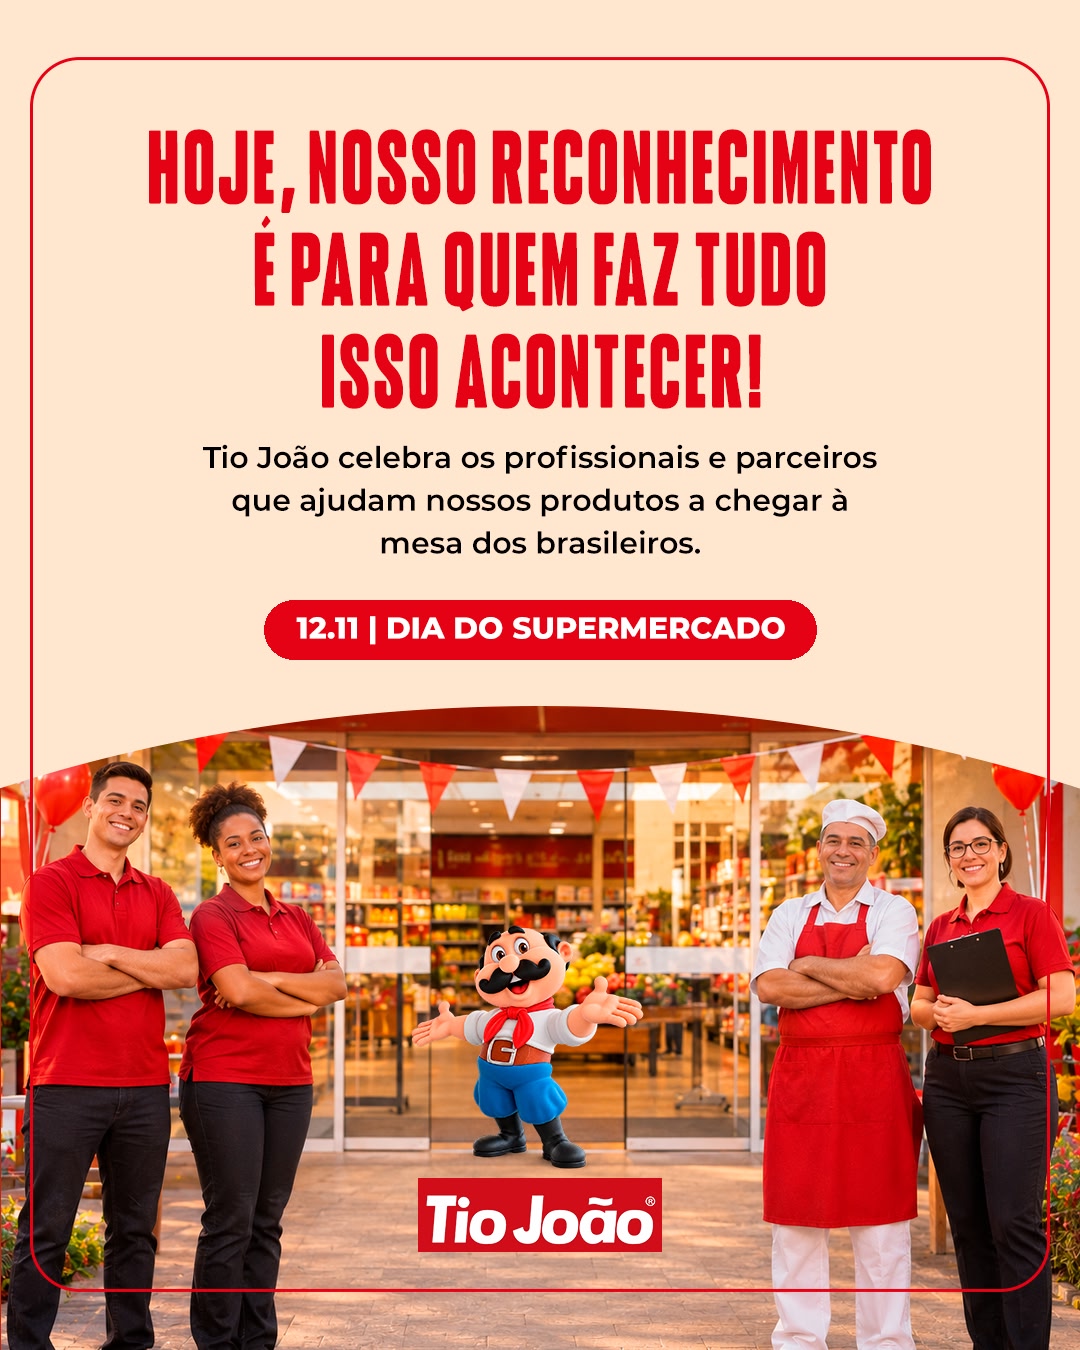 HOJE, NOSSO RECONHECIMENTO
É PARA QUEM FAZ TUDO
ISSO ACONTECER!
Tio João celebra os profissionais e parceiros
que ajudam nossos produtos a chegar à
mesa dos brasileiros.
12.11 | DIA DO SUPERMERCADO
Tio João®